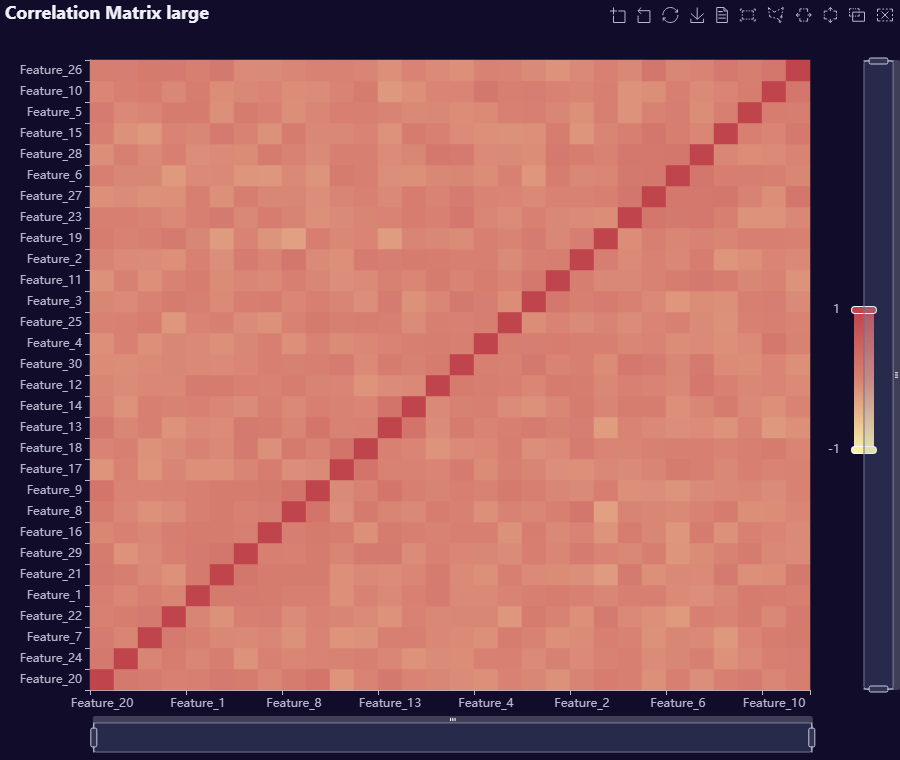 Correlation Matrix large
Feature_26
Feature_10
Feature_5
Feature_15
Feature_28
Feature_6
Feature_27
Feature_23
Feature_19
Feature_2
Feature_11
Feature_3
Feature_25
Feature_4
Feature_30
Feature_12
Feature_14
Feature_13
Feature_18
Feature_17
Feature_9
Feature_8
Feature_16
Feature_29
Feature_21
Feature_1
Feature_22
Feature_7
Feature_24
Feature_20
Feature_20 Feature_1 Feature_8 Feature_13 Feature_4 Feature_2 Feature_6 Feature_10
1
-1